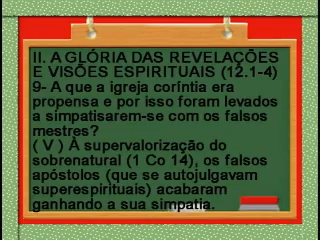 II. A GLÓRIA DAS REVELAÇÕES
E VISÕES ESPIRITUAIS (12.1-4)
9- A que a igreja coríntia era
propensa e por isso foram levados
a simpatisarem-se com os falsos
mestres?
( V ) À supervalorização do
sobrenatural (1 Co 14), os falsos
apóstolos (que se autojulgavam
superespirituais) acabaram
ganhando a sua simpatia.